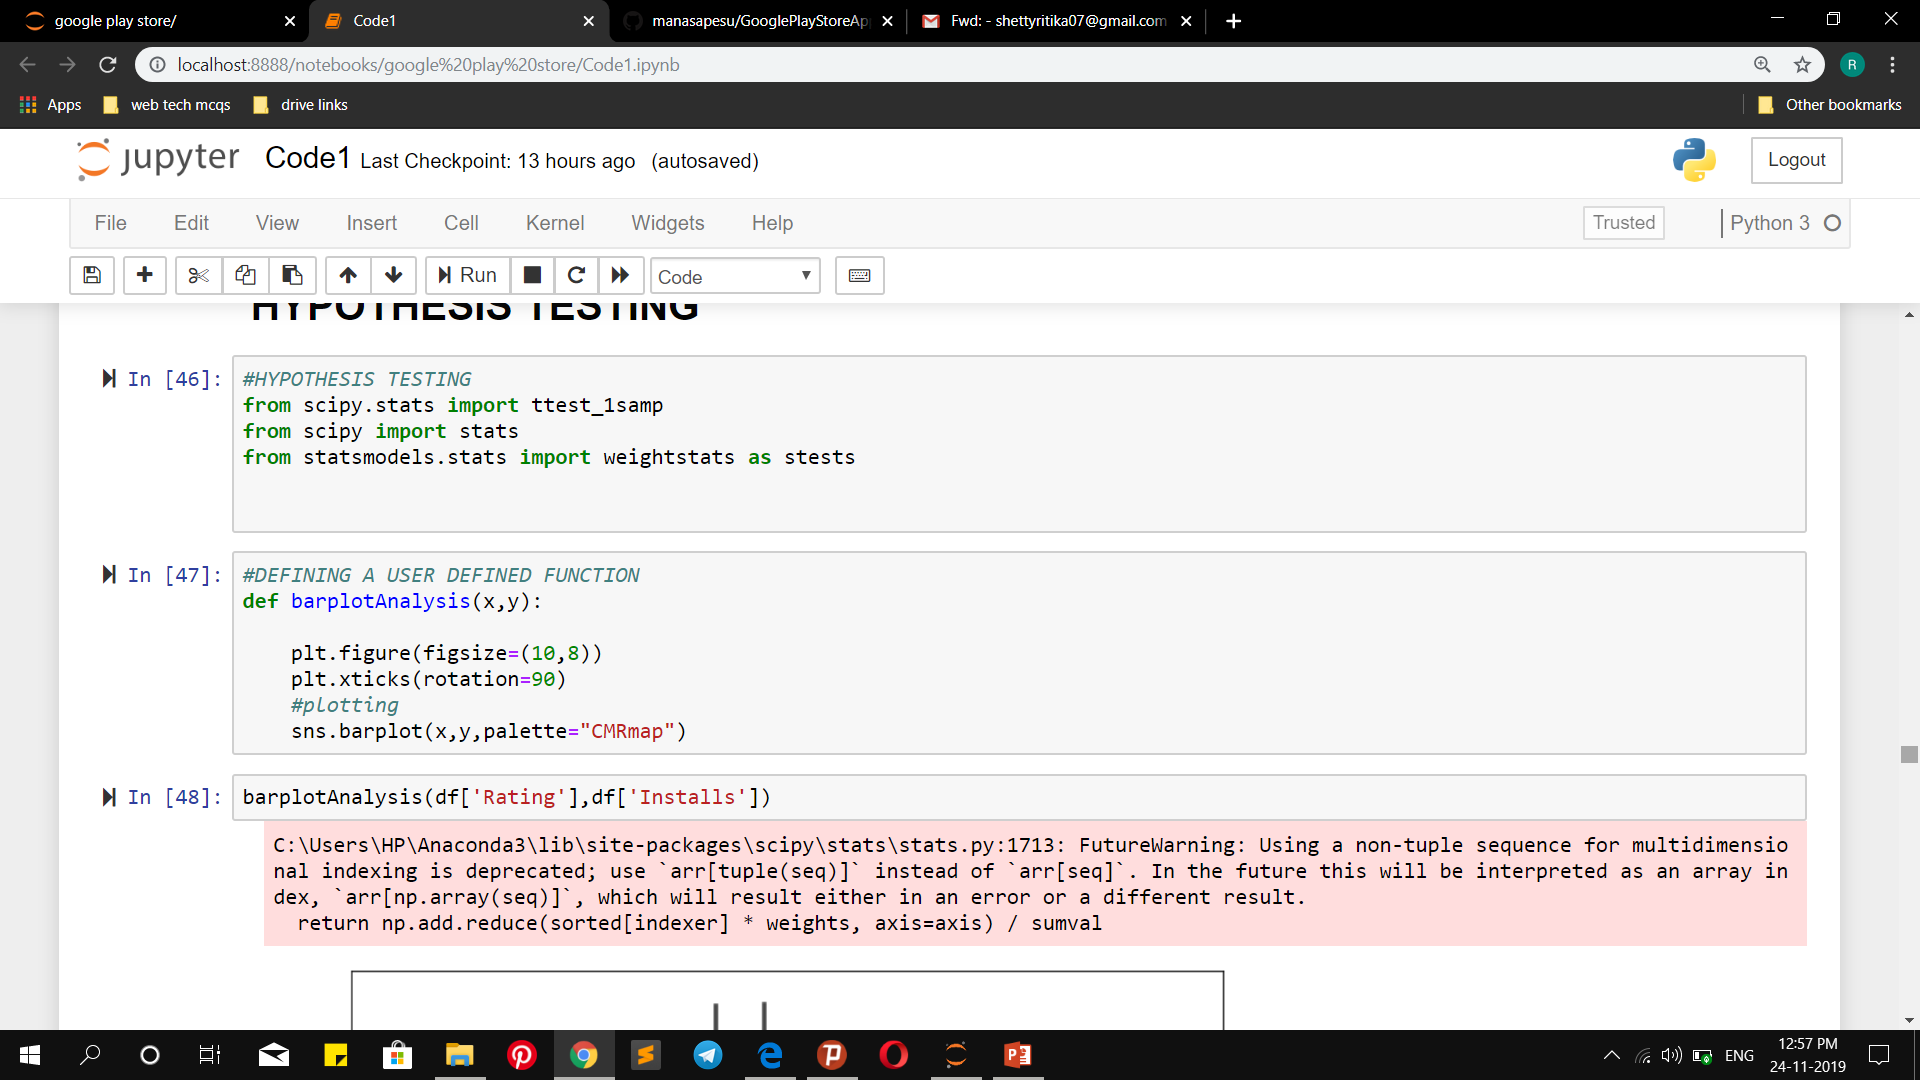 google play store/
Code1
manasapesu/GooglePlayStoreAp
Fwd: - shettyritika07@gmail.com
localhost:8888/notebooks/google%20play%20store/Code1.ipynb
R
Apps
web tech mcqs
drive links
Other bookmarks
jupyter
Code1 Last Checkpoint: 13 hours ago (autosaved)
Logout
File Edit View Insert Cell Kernel Widgets Help
Trusted
Python 3
Run
Code
HYPOTHESIS TESTING
In [46]:
#HYPOTHESIS TESTING
from scipy.stats import ttest_1samp
from scipy import stats
from statsmodels.stats import weightstats as stests
In [47]:
#DEFINING A USER DEFINED FUNCTION
def barplotAnalysis(x,y):
plt.figure(figsize=(10,8))
plt.xticks(rotation=90)
#plotting
sns.barplot(x,y,palette="CMRmap")
In [48]:
barplotAnalysis(df['Rating'],df['Installs'])
C:\Users\HP\Anaconda3\lib\site-packages\scipy\stats\stats.py:1713: FutureWarning: Using a non-tuple sequence for multidimensio
nal indexing is deprecated; use `arr[tuple(seq)]` instead of `arr[seq]`. In the future this will be interpreted as an array in
dex, `arr[np.array(seq)]`, which will result either in an error or a different result.
return np.add.reduce(sorted[indexer] * weights, axis=axis) / sumval
ENG
12:57 PM
24-11-2019